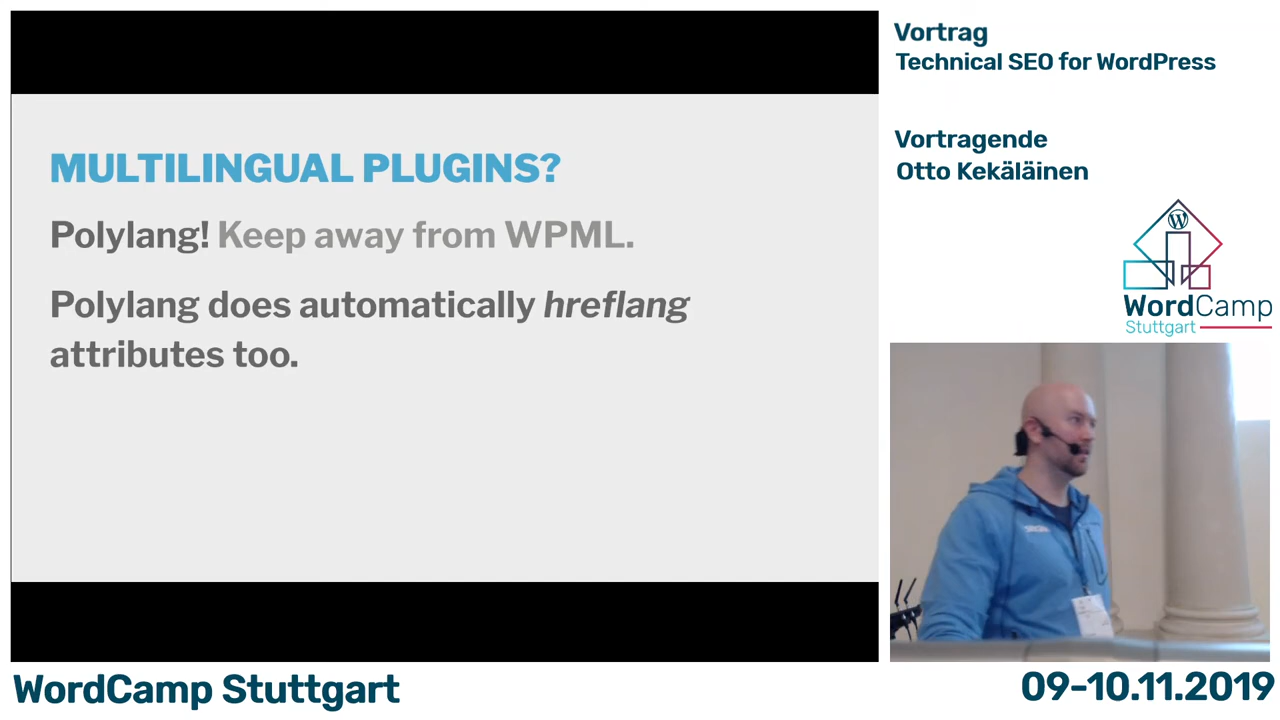 MULTILINGUAL PLUGINS?
Polylang! Keep away from WPML.
Polylang does automatically hreflang
attributes too.
Vortrag
Technical SEO for WordPress
Vortragende
Otto Kekäläinen
WordCamp
Stuttgart
WordCamp Stuttgart
09-10.11.2019